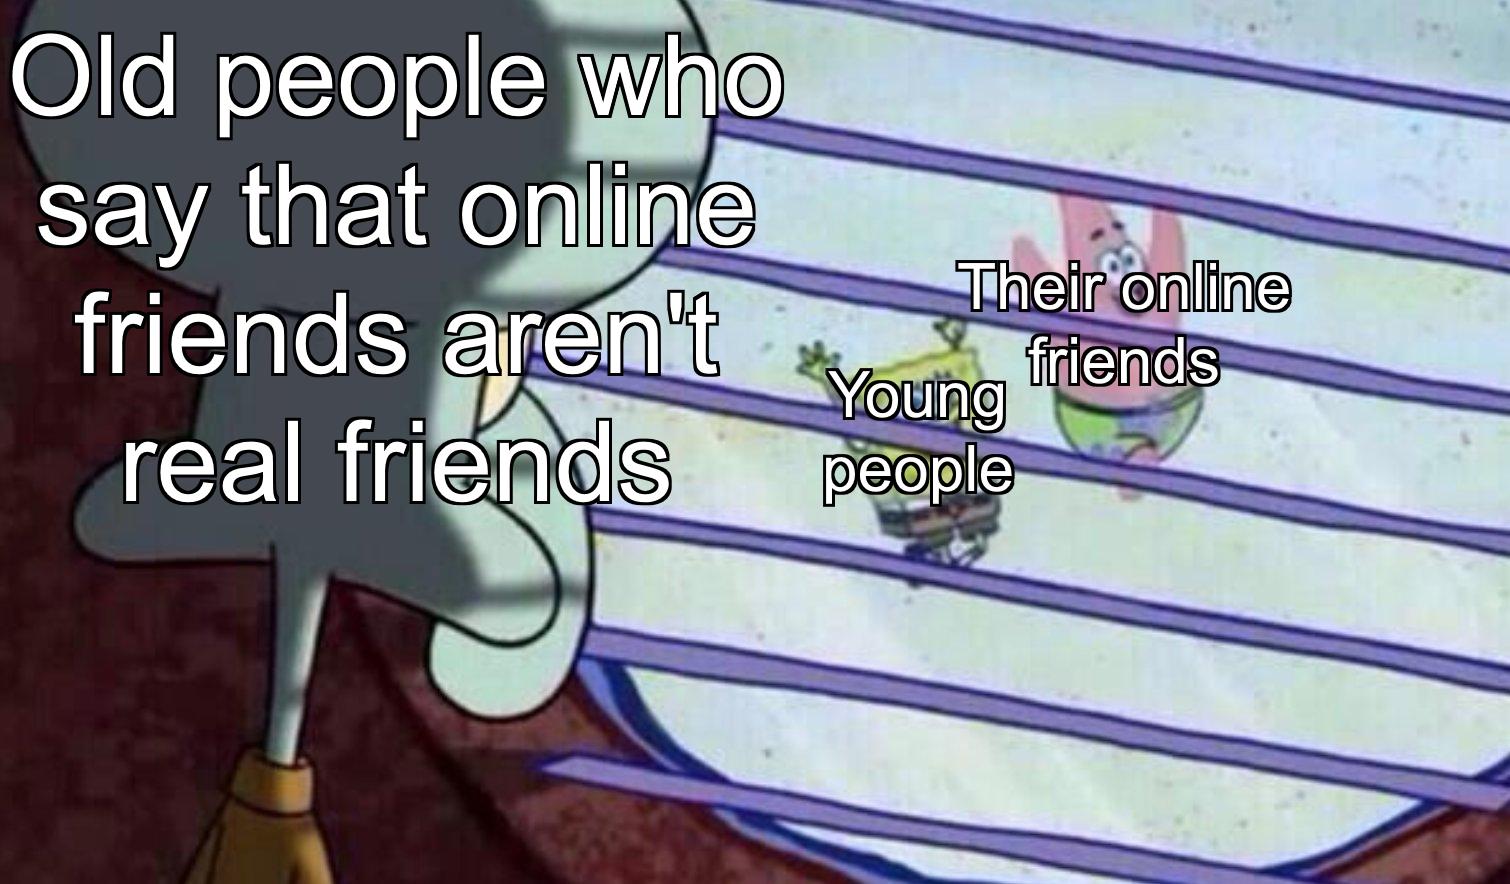 Old people who
say that online
friends aren't
real friends
Their online
friends
Young
people